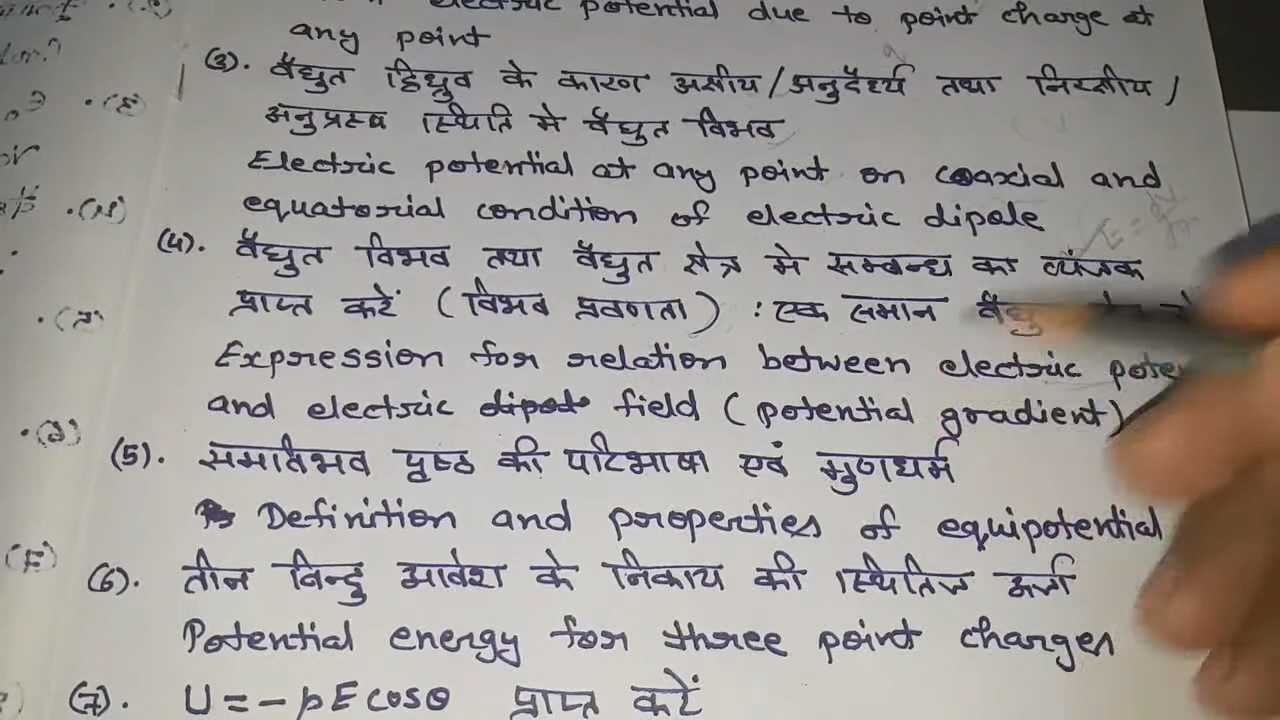 electric potential due to point charge at
any point
(3). वैद्युत द्विध्रुव के कारण अक्षीय/अनुदैर्ध्य तथा निरक्षीय/
अनुप्रस्थ स्थिति मे वैद्युत विभव
Electric potential at any point on coaxial and
equatorial condition of electric dipole
(4). वैद्युत विभव तथा वैद्युत क्षेत्र मे सम्बन्ध का व्यंजक
प्राप्त करें (विभव प्रवणता) : एक समान
Expression for relation between electric
and electric field (potential gradient)
(5). समविभव पृष्ठ की परिभाषा एवं गुणधर्म
Definition and properties of equipotential
(6). तीन विन्दु आवेश के निकाय की स्थितिज ऊर्जा
Potential energy for three point charges
(7). U = - pE cosθ प्राप्त करें